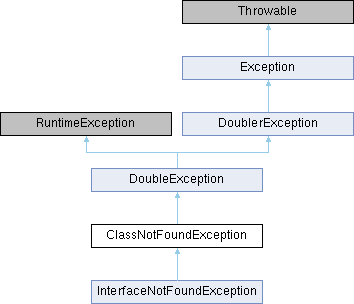 Throwable
Exception
RuntimeException
DoublerException
DoubleException
ClassNotFoundException
InterfaceNotFoundException